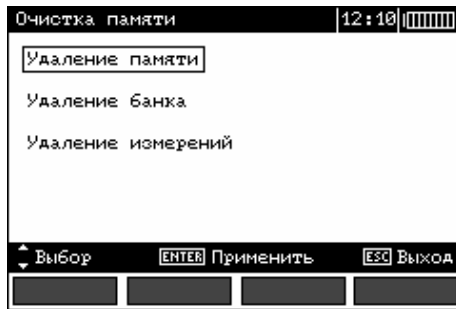 Очистка памяти 12:10
Удаление памяти
Удаление банка
Удаление измерений
Выбор ENTER Применить ESC Выход